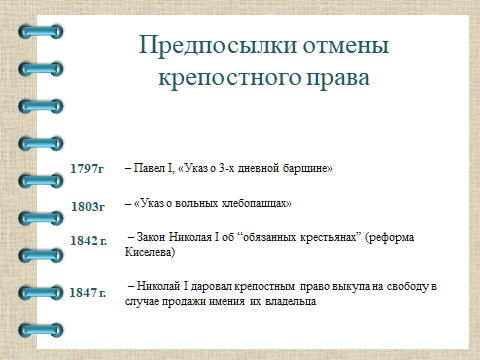 Предпосылки отмены
крепостного права
1797г – Павел I, «Указ о 3-х дневной барщине»
1803г – «Указ о вольных хлебопашцах»
1842 г. – Закон Николая I об “обязанных крестьянах” (реформа
Киселева)
1847 г. – Николай I даровал крепостным право выкупа на свободу в
случае продажи имения их владельца